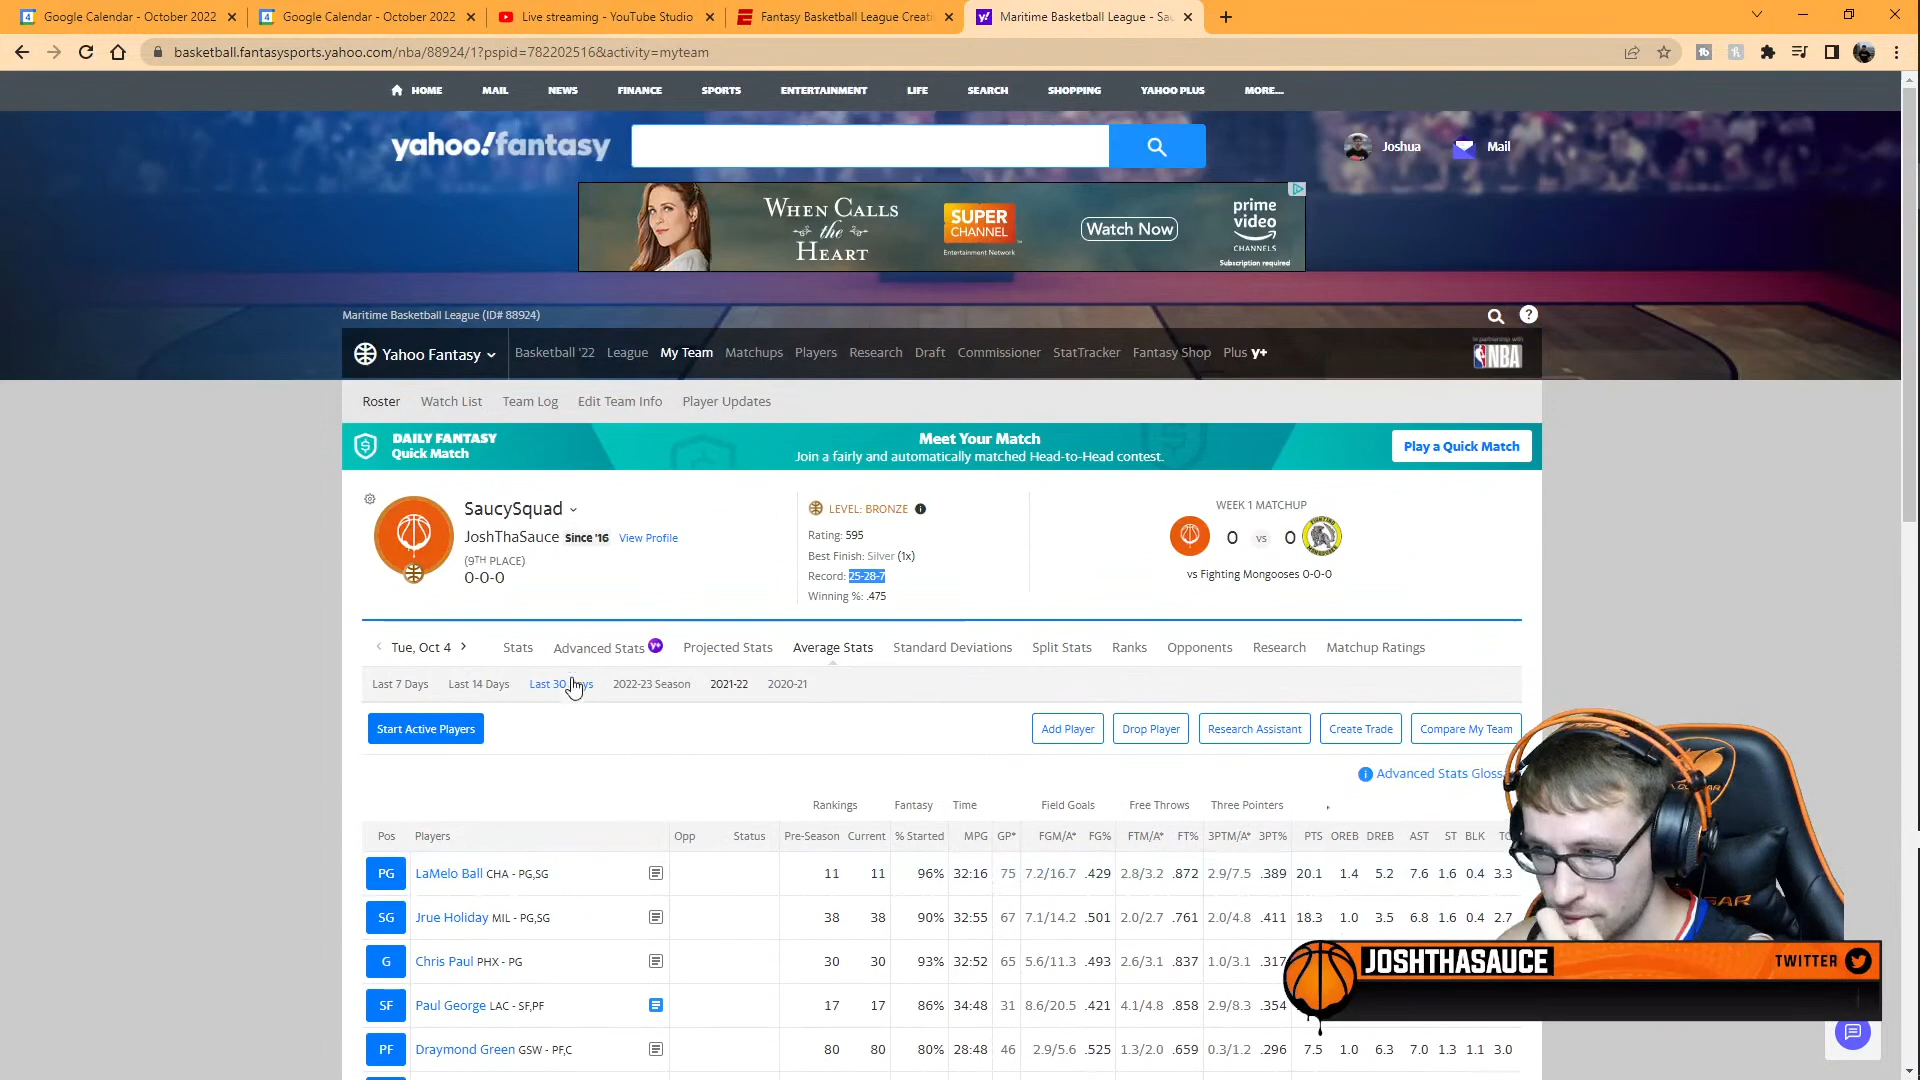 Google Calendar - October 2022
Google Calendar - October 2022
Live streaming - YouTube Studio
Fantasy Basketball League Creati
Maritime Basketball League - Sau
basketball.fantasysports.yahoo.com/nba/88924/1?pspid=782202516&activity=myteam
HOME MAIL NEWS FINANCE SPORTS ENTERTAINMENT LIFE SEARCH SHOPPING YAHOO PLUS MORE...
yahoo!fantasy
Joshua Mail
WHEN CALLS
the
HEART
SUPER
CHANNEL
Entertainment Network
Watch Now
prime
video
CHANNELS
Subscription required
Maritime Basketball League (ID# 88924)
Yahoo Fantasy Basketball '22 League My Team Matchups Players Research Draft Commissioner StatTracker Fantasy Shop Plus y+
In partnership with
NBA
Roster Watch List Team Log Edit Team Info Player Updates
DAILY FANTASY
Quick Match
Meet Your Match
Join a fairly and automatically matched Head-to-Head contest.
Play a Quick Match
SaucySquad
JoshThaSauce Since '16 View Profile
(9TH PLACE)
0-0-0
LEVEL: BRONZE
Rating: 595
Best Finish: Silver (1x)
Record: 25-28-7
Winning %: .475
WEEK 1 MATCHUP
0 vs 0
vs Fighting Mongooses 0-0-0
Tue, Oct 4 Stats Advanced Stats y+ Projected Stats Average Stats Standard Deviations Split Stats Ranks Opponents Research Matchup Ratings
Last 7 Days Last 14 Days Last 30 Days 2022-23 Season 2021-22 2020-21
Start Active Players Add Player Drop Player Research Assistant Create Trade Compare My Team
Advanced Stats Gloss
Rankings Fantasy Time Field Goals Free Throws Three Pointers
Pos Players Opp Status Pre-Season Current % Started MPG GP* FGM/A* FG% FTM/A* FT% 3PTM/A* 3PT% PTS OREB DREB AST ST BLK TO
PG LaMelo Ball CHA - PG,SG 11 11 96% 32:16 75 7.2/16.7 .429 2.8/3.2 .872 2.9/7.5 .389 20.1 1.4 5.2 7.6 1.6 0.4 3.3
SG Jrue Holiday MIL - PG,SG 38 38 90% 32:55 67 7.1/14.2 .501 2.0/2.7 .761 2.0/4.8 .411 18.3 1.0 3.5 6.8 1.6 0.4 2.7
G Chris Paul PHX - PG 30 30 93% 32:52 65 5.6/11.3 .493 2.6/3.1 .837 1.0/3.1 .317
SF Paul George LAC - SF,PF 17 17 86% 34:48 31 8.6/20.5 .421 4.1/4.8 .858 2.9/8.3 .354
PF Draymond Green GSW - PF,C 80 80 80% 28:48 46 2.9/5.6 .525 1.3/2.0 .659 0.3/1.2 .296 7.5 1.0 6.3 7.0 1.3 1.1 3.0
JOSHTHASAUCE
TWITTER